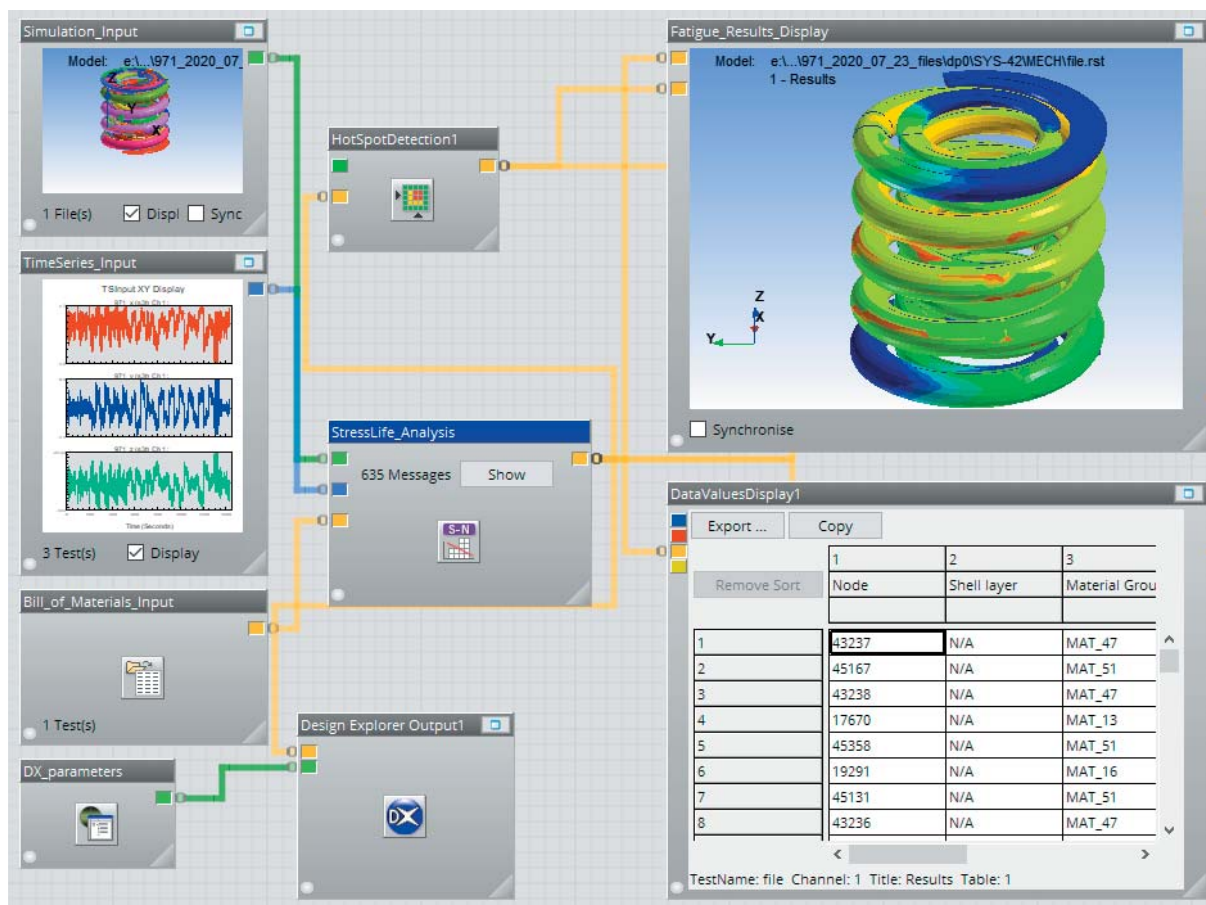 Simulation_Input
Model: e:\...\971_2020_07_
Z
Y
X
1 File(s) Displ Sync
TimeSeries_Input
TSInput XY Display
Time (Seconds)
3 Test(s) Display
Bill_of_Materials_Input
1 Test(s)
DX_parameters
HotSpotDetection1
StressLife_Analysis
635 Messages Show
S-N
Design Explorer Output1
DX
Fatigue_Results_Display
Model: e:\...\971_2020_07_23_files\dp0\SYS-42\MECH\file.rst
1 - Results
Z
X
Y
Synchronise
DataValuesDisplay1
Export ... Copy
Remove Sort
1 2 3
Node Shell layer Material Grou
1 43237 N/A MAT_47
2 45167 N/A MAT_51
3 43238 N/A MAT_47
4 17670 N/A MAT_13
5 45358 N/A MAT_51
6 19291 N/A MAT_16
7 45131 N/A MAT_51
8 43236 N/A MAT_47
TestName: file Channel: 1 Title: Results Table: 1